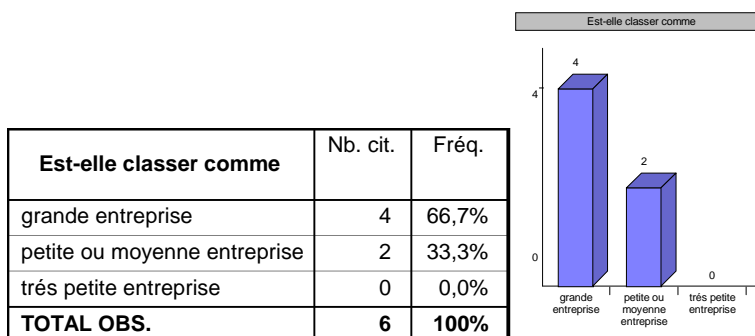 Est-elle classer comme
Nb. cit.
Fréq.
grande entreprise
4
66,7%
petite ou moyenne entreprise
2
33,3%
trés petite entreprise
0
0,0%
TOTAL OBS.
6
100%
Est-elle classer comme
4
4
2
0
0
grande
entreprise
petite ou
moyenne
entreprise
trés petite
entreprise